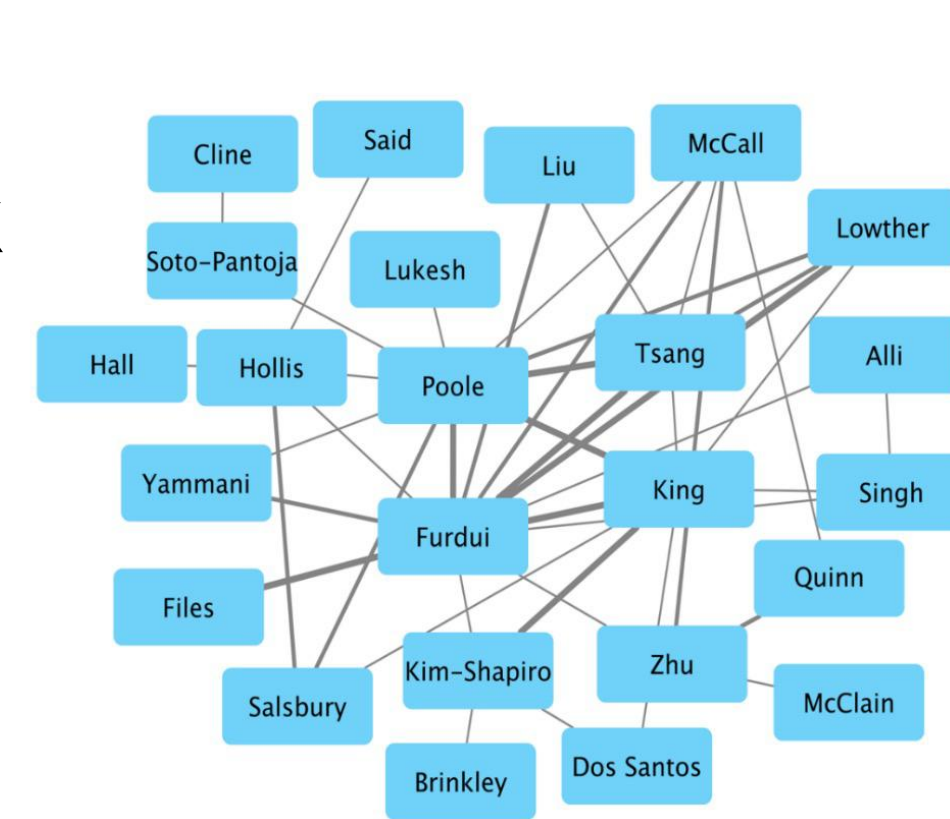 Cline
Said
Liu
McCall
Soto-Pantoja
Lukesh
Lowther
Hall
Hollis
Poole
Tsang
Alli
Yammani
Furdui
King
Singh
Files
Quinn
Salsbury
Kim-Shapiro
Zhu
McClain
Brinkley
Dos Santos